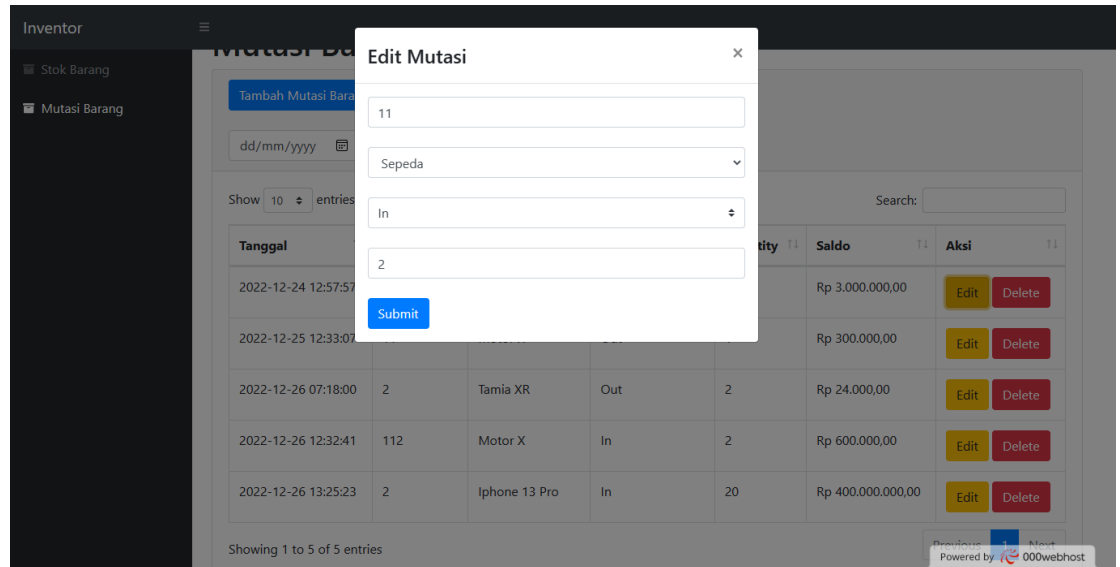 Inventor
Stok Barang
Mutasi Barang
Mutasi Ba
Edit Mutasi
×
Tambah Mutasi Bara
11
dd/mm/yyyy
Sepeda
Show 10 entries
Search:
In
Tanggal tity Saldo Aksi
2
2022-12-24 12:57:57 Rp 3.000.000,00 Edit Delete
Submit
2022-12-25 12:33:07 Rp 300.000,00 Edit Delete
2022-12-26 07:18:00 2 Tamia XR Out 2 Rp 24.000,00 Edit Delete
2022-12-26 12:32:41 112 Motor X In 2 Rp 600.000,00 Edit Delete
2022-12-26 13:25:23 2 Iphone 13 Pro In 20 Rp 400.000.000,00 Edit Delete
Showing 1 to 5 of 5 entries
Previous 1 Next
Powered by 000webhost